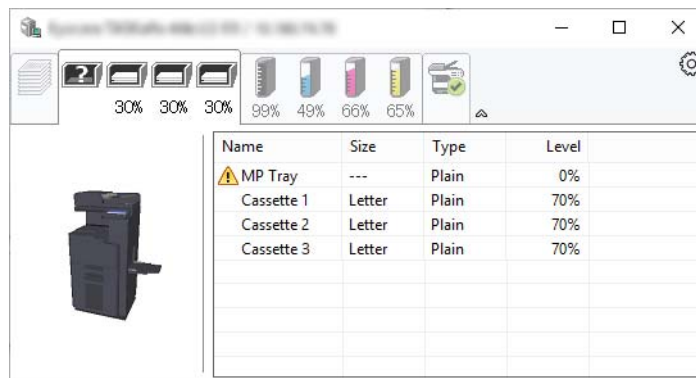 ?
30% 30% 30% 99% 49% 66% 65%
Name Size Type Level
MP Tray --- Plain 0%
Cassette 1 Letter Plain 70%
Cassette 2 Letter Plain 70%
Cassette 3 Letter Plain 70%